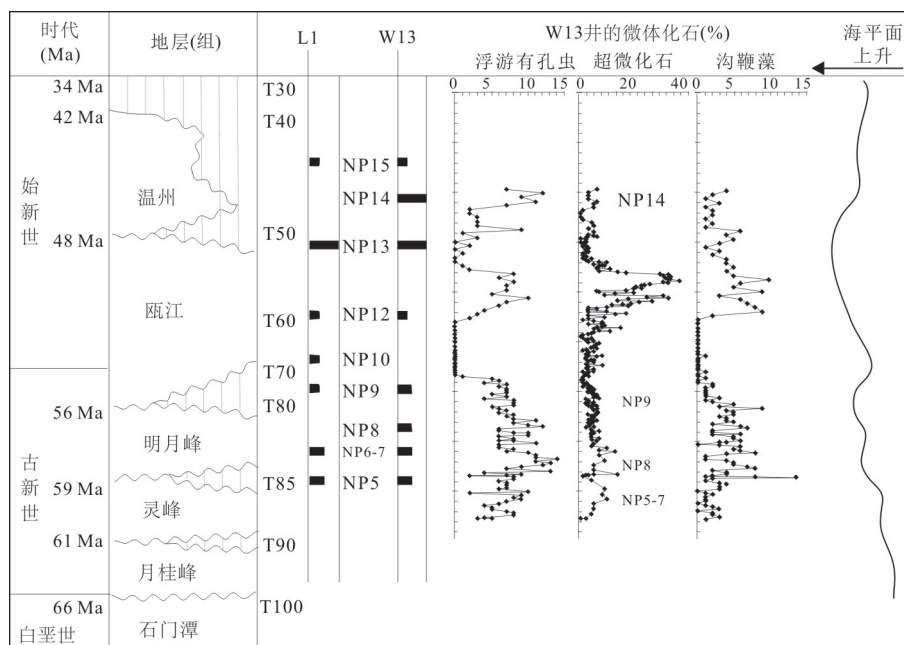 时代
(Ma)
地层(组)
L1
W13
W13井的微体化石(%)
浮游有孔虫
超微化石
沟鞭藻
海平面
上升
0 5 10 15
0 20 40
0 5 10 15
34 Ma
42 Ma
48 Ma
56 Ma
59 Ma
61 Ma
66 Ma
始新世
古新世
白垩世
温州
瓯江
明月峰
灵峰
月桂峰
石门潭
T30
T40
T50
T60
T70
T80
T85
T90
T100
NP15
NP14
NP13
NP12
NP10
NP9
NP8
NP6-7
NP5
NP14
NP9
NP8
NP5-7